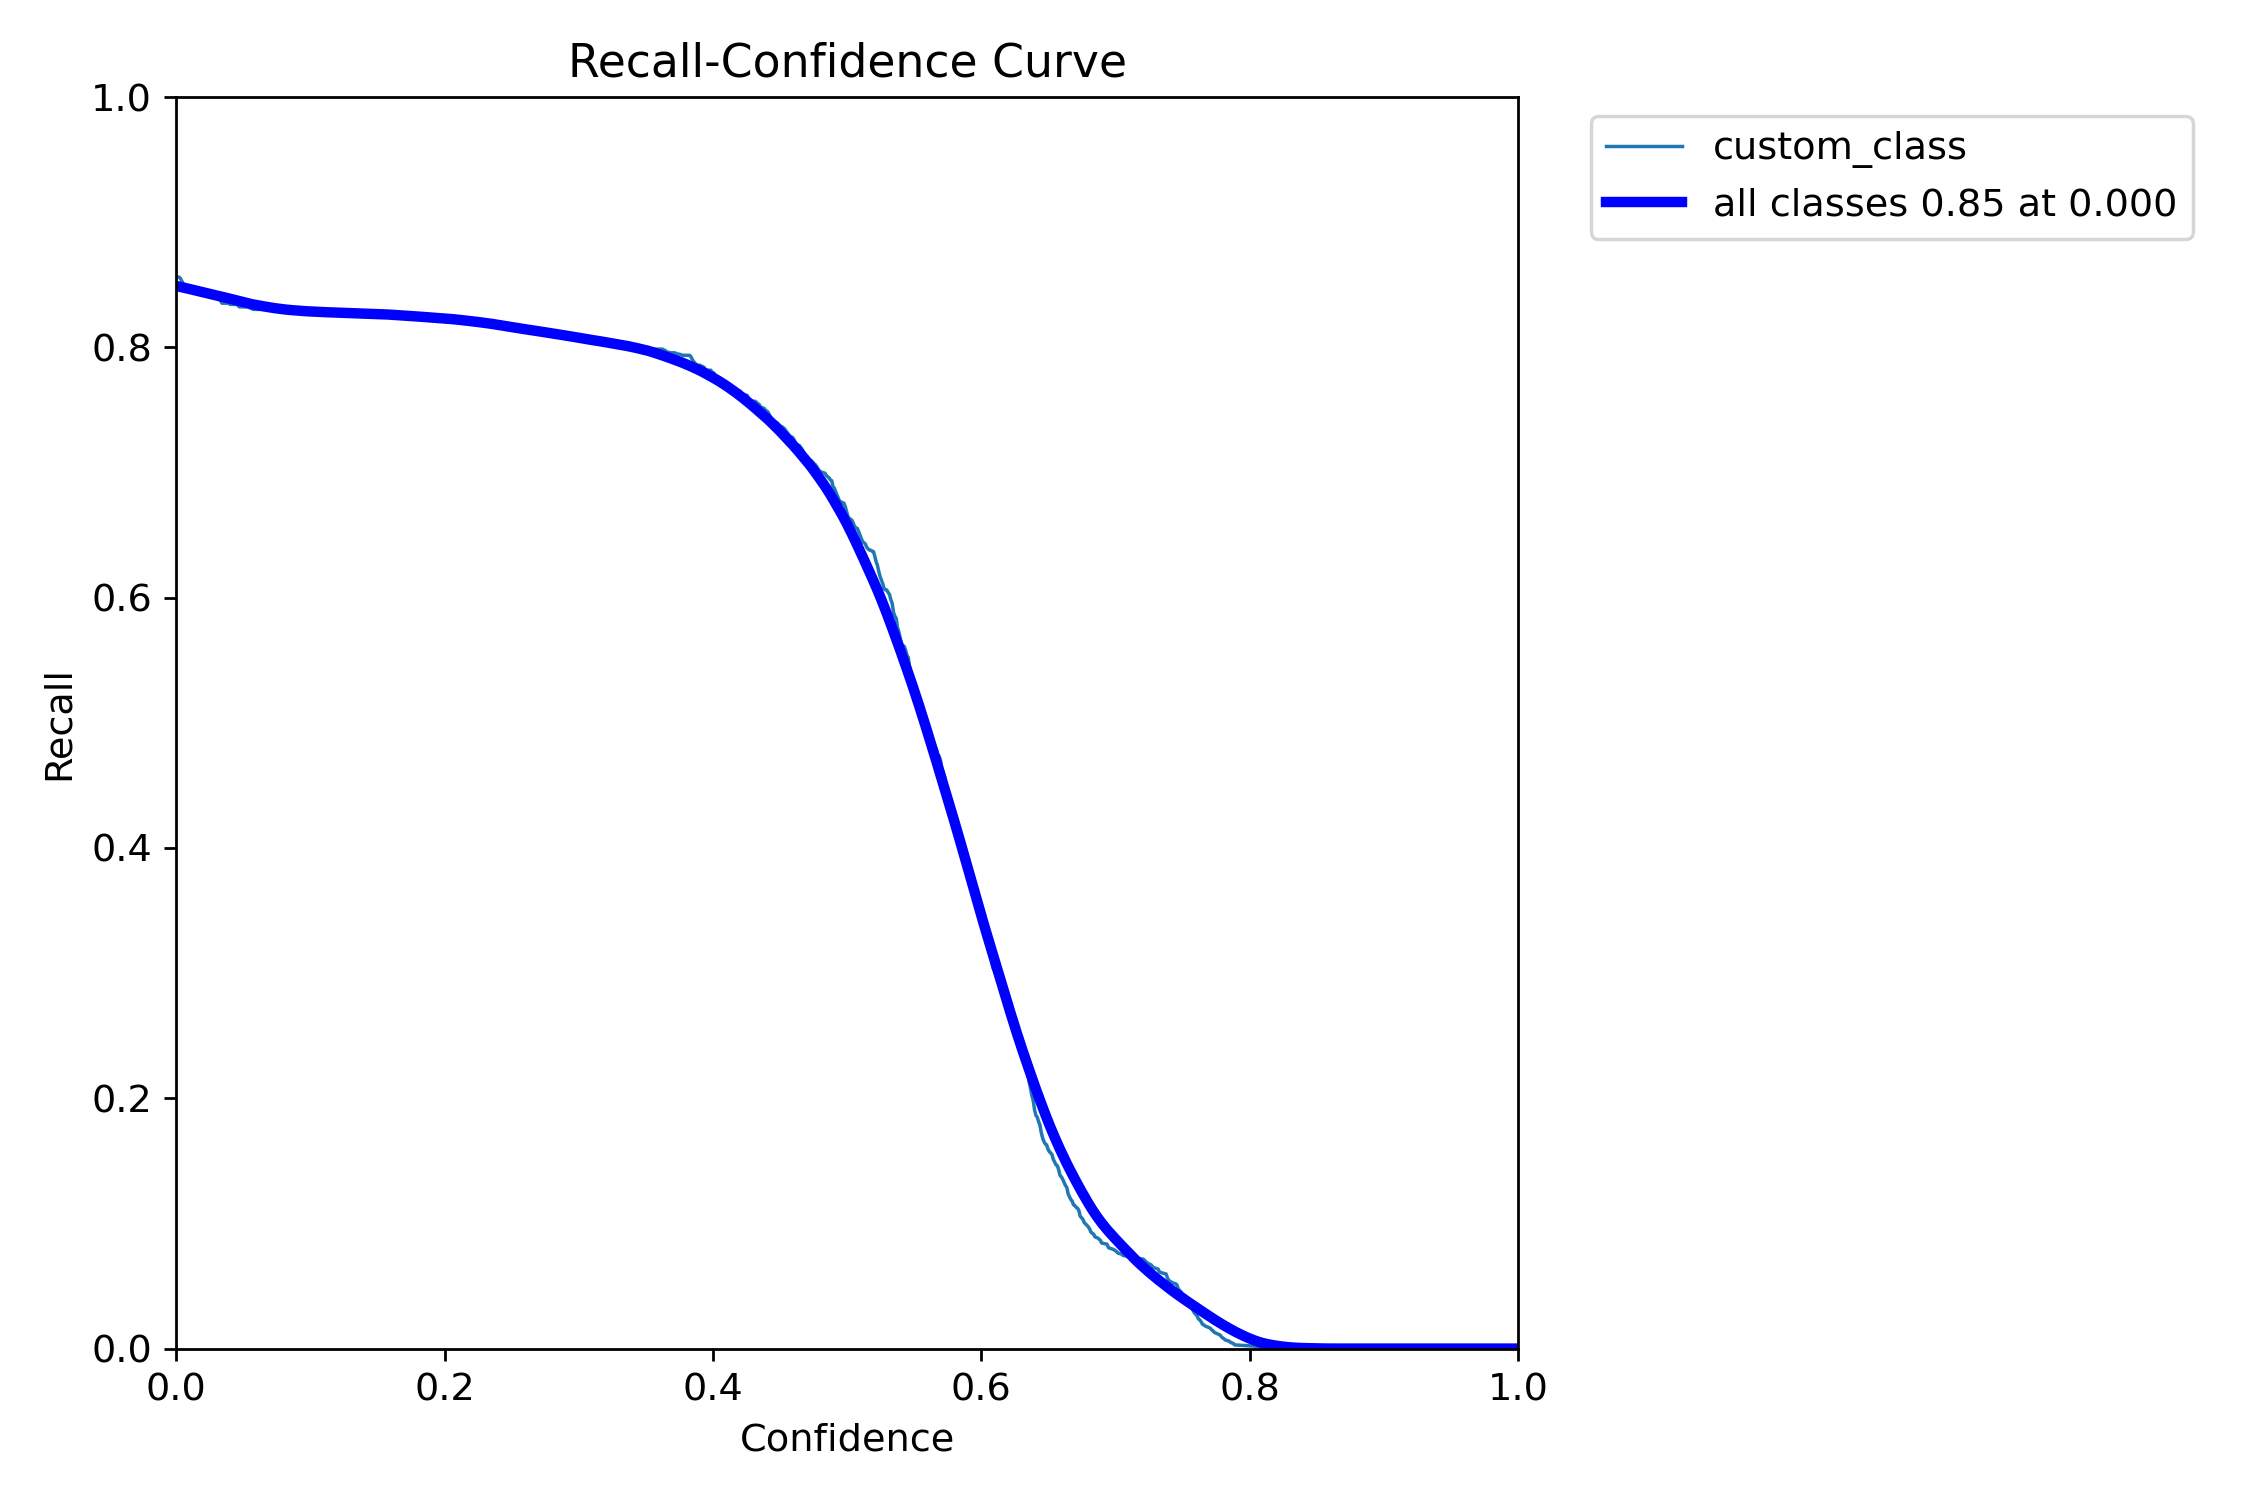 Recall-Confidence Curve
1.0
0.8
0.6
0.4
0.2
0.0
Recall
0.0 0.2 0.4 0.6 0.8 1.0
Confidence
custom_class
all classes 0.85 at 0.000